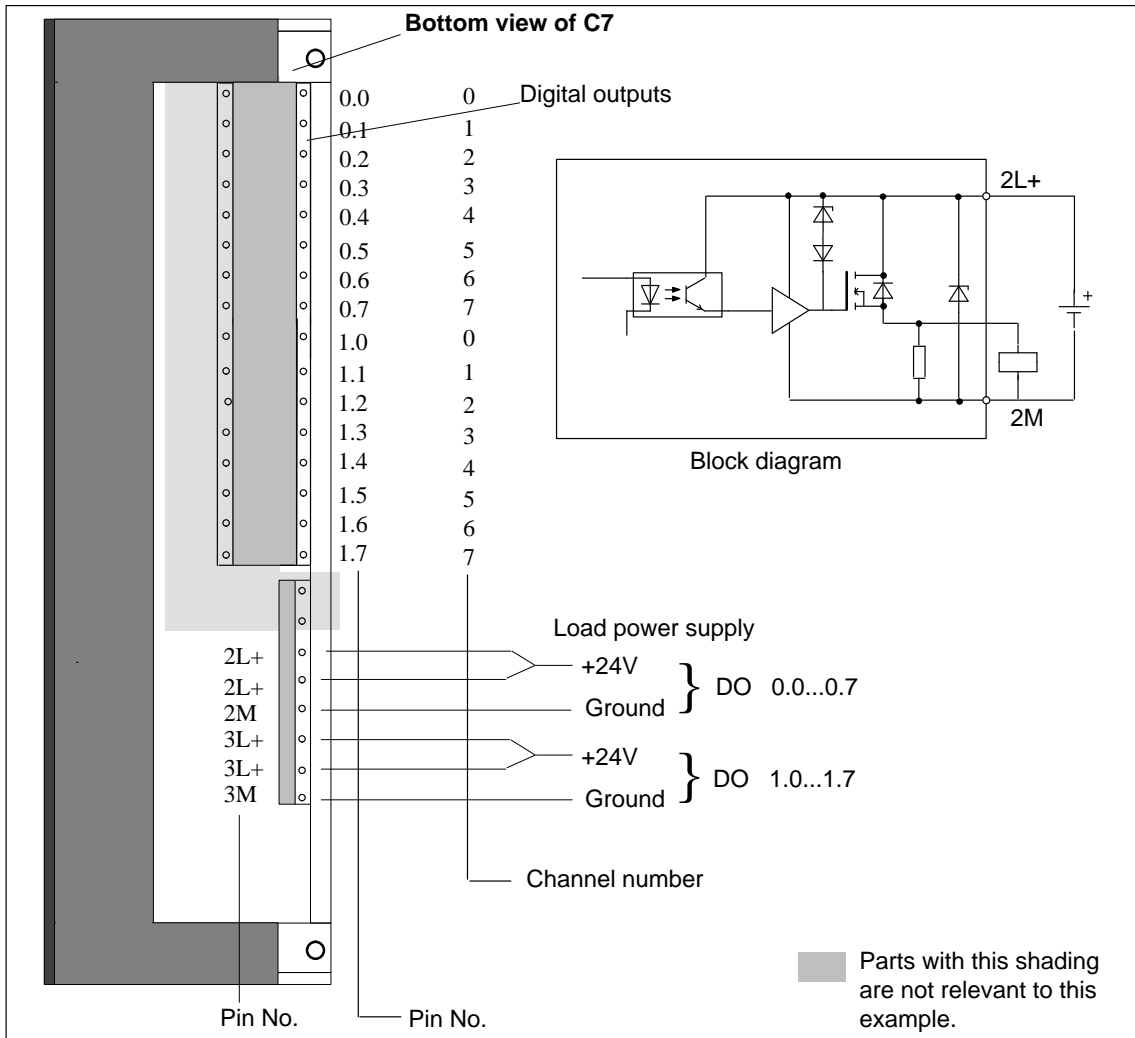 Bottom view of C7
Digital outputs
0.0 0
0.1 1
0.2 2
0.3 3
0.4 4
0.5 5
0.6 6
0.7 7
1.0 0
1.1 1
1.2 2
1.3 3
1.4 4
1.5 5
1.6 6
1.7 7
2L+
+
2M
Block diagram
Load power supply
2L+
2L+
2M
3L+
3L+
3M
+24V
Ground
} DO 0.0...0.7
+24V
Ground
} DO 1.0...1.7
Channel number
Pin No.
Pin No.
Parts with this shading
are not relevant to this
example.